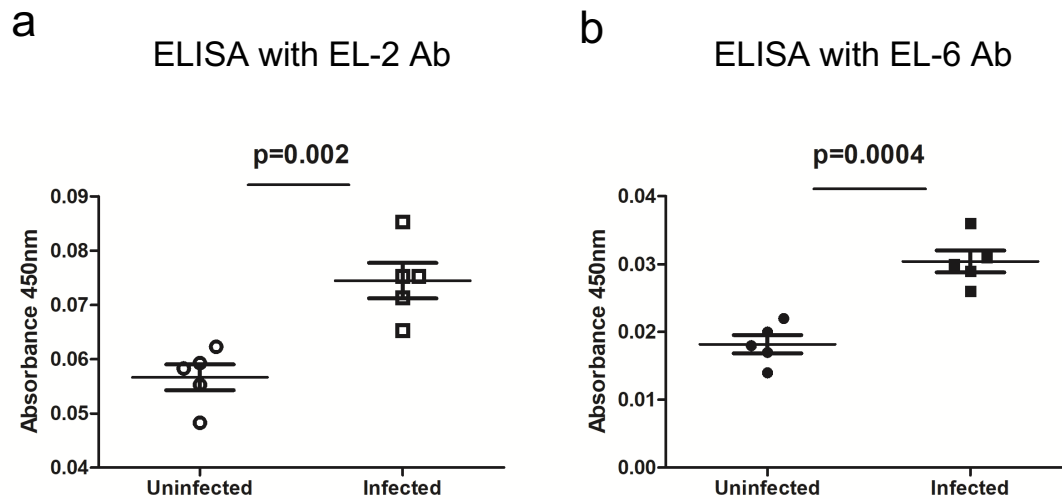 a
ELISA with EL-2 Ab
p=0.002
0.09
0.08
0.07
0.06
0.05
0.04
Absorbance 450nm
Uninfected
Infected
b
ELISA with EL-6 Ab
p=0.0004
0.04
0.03
0.02
0.01
0.00
Absorbance 450nm
Uninfected
Infected